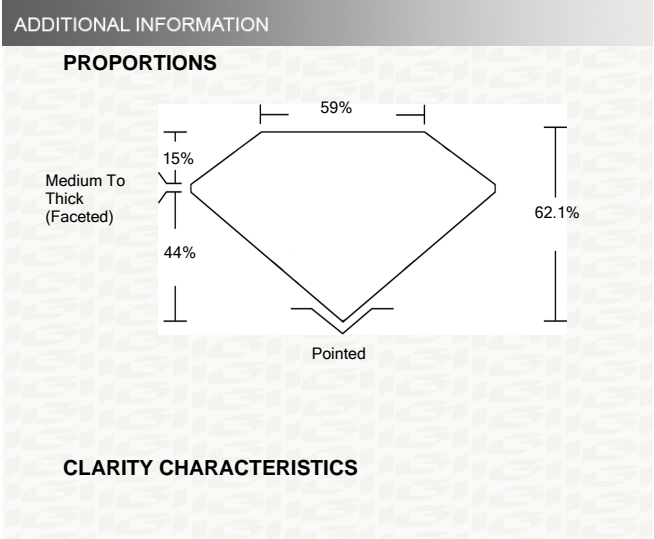 ADDITIONAL INFORMATION
PROPORTIONS
59%
15%
Medium To
Thick
(Faceted)
62.1%
44%
Pointed
CLARITY CHARACTERISTICS